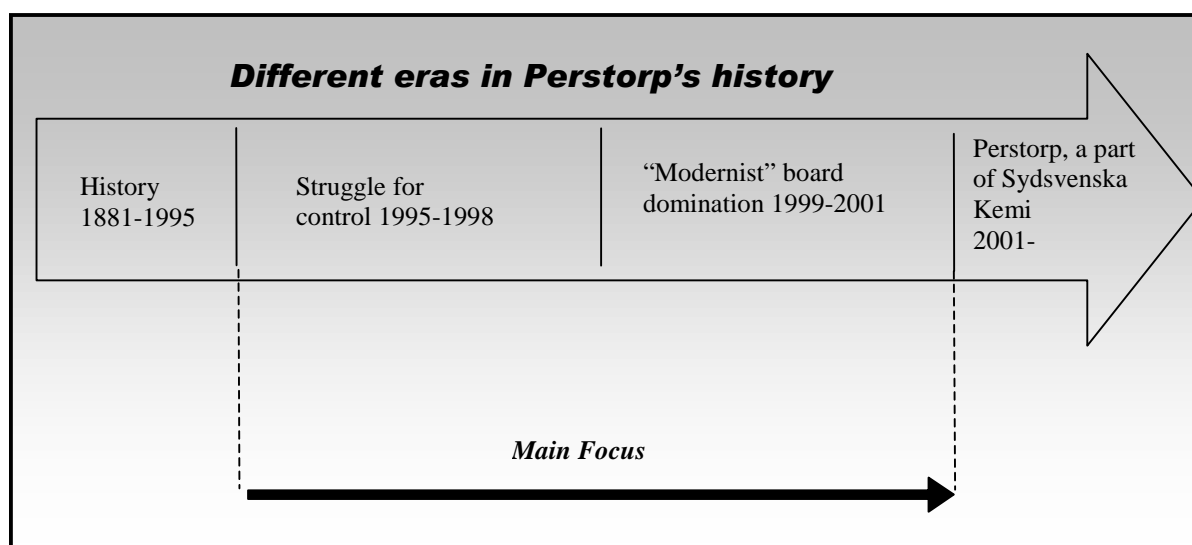 Different eras in Perstorp’s history
History
1881-1995
Struggle for
control 1995-1998
“Modernist” board
domination 1999-2001
Perstorp, a part
of Sydsvenska
Kemi
2001-
Main Focus